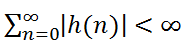 ∑_{n=0}^{∞}|h(n)| < ∞